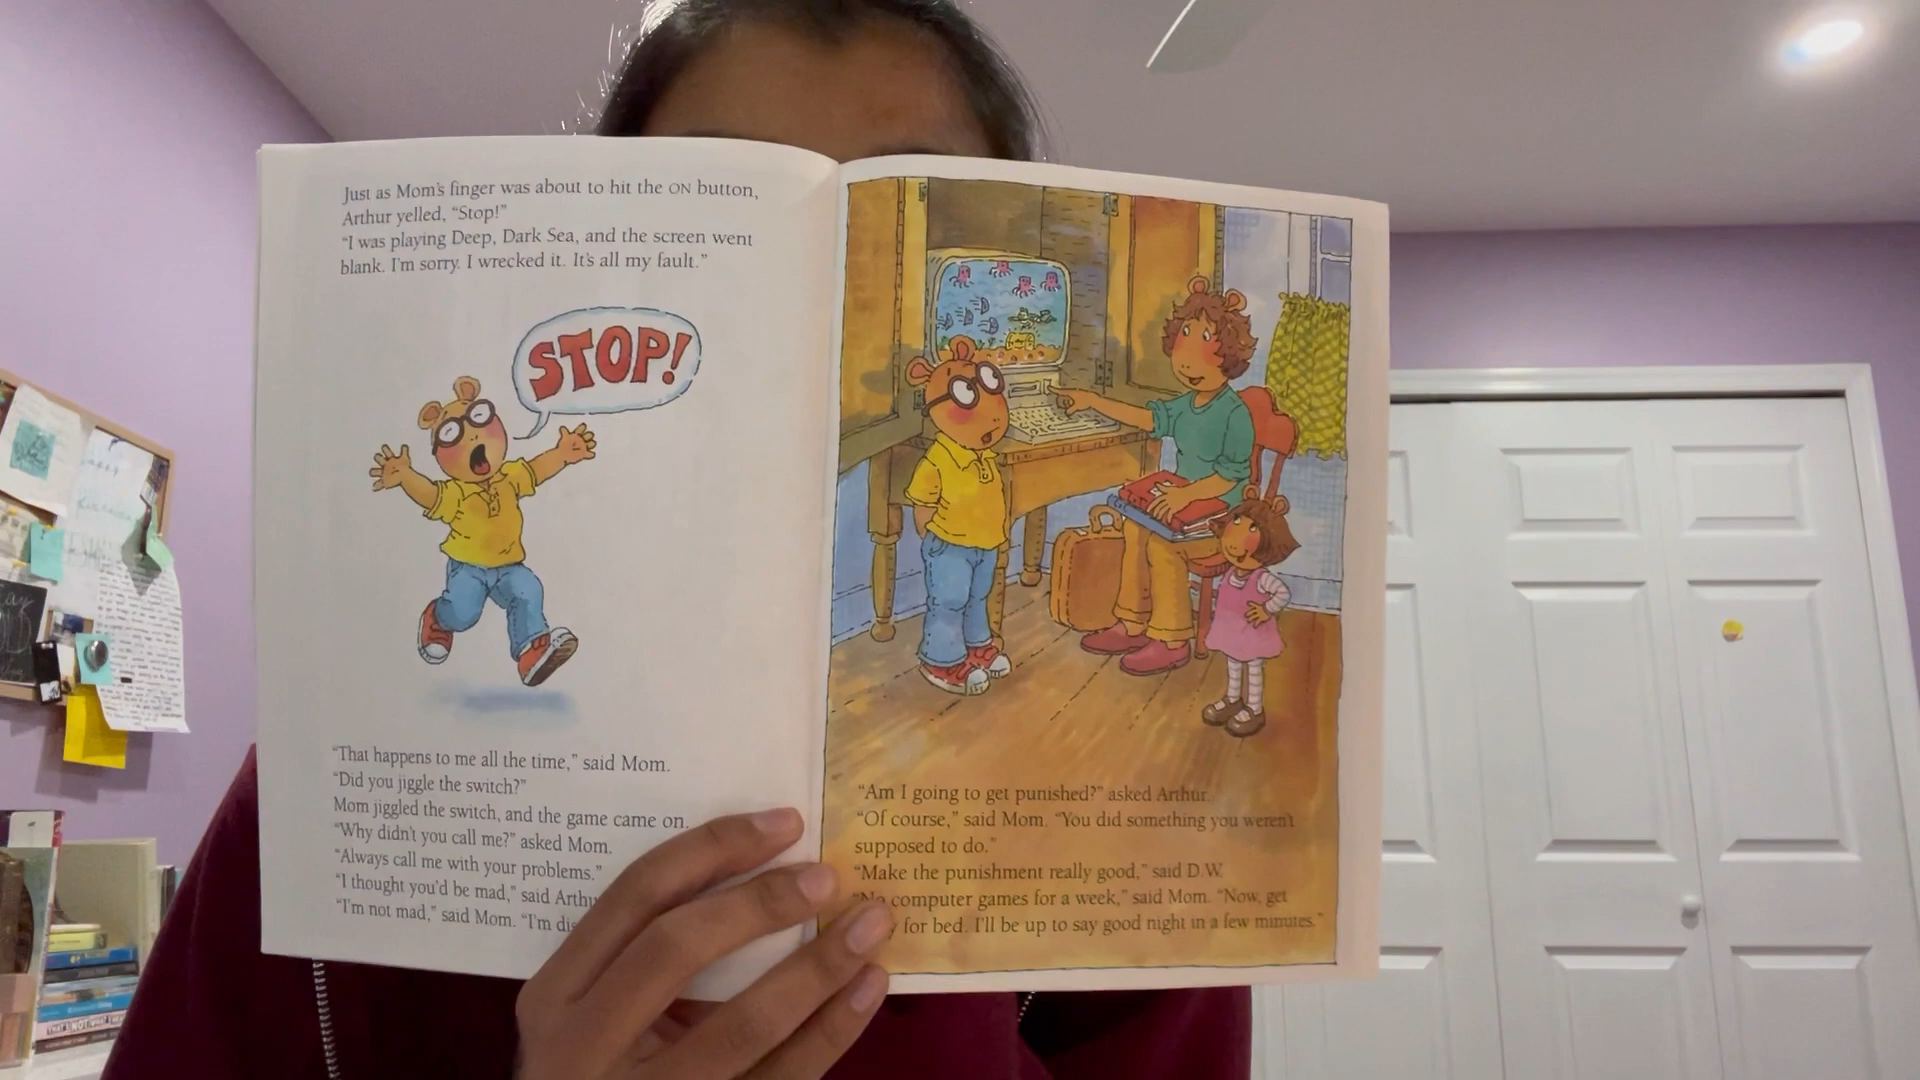 Just as Mom's finger was about to hit the ON button,
Arthur yelled, “Stop!”
“I was playing Deep, Dark Sea, and the screen went
blank. I'm sorry. I wrecked it. It's all my fault.”
STOP!
“That happens to me all the time,” said Mom.
“Did you jiggle the switch?”
Mom jiggled the switch, and the game came on.
“Why didn't you call me?” asked Mom.
“Always call me with your problems.”
“I thought you'd be mad,” said
“I'm not mad,” said Mom. “I'm
“Am I going to get punished?” asked Arthur.
“Of course,” said Mom. “You did something you weren't
supposed to do.”
“Make the punishment really good,” said D.W.
“No computer games for a week,” said Mom. “Now, get
for bed. I'll be up to say good night in a few minutes.”